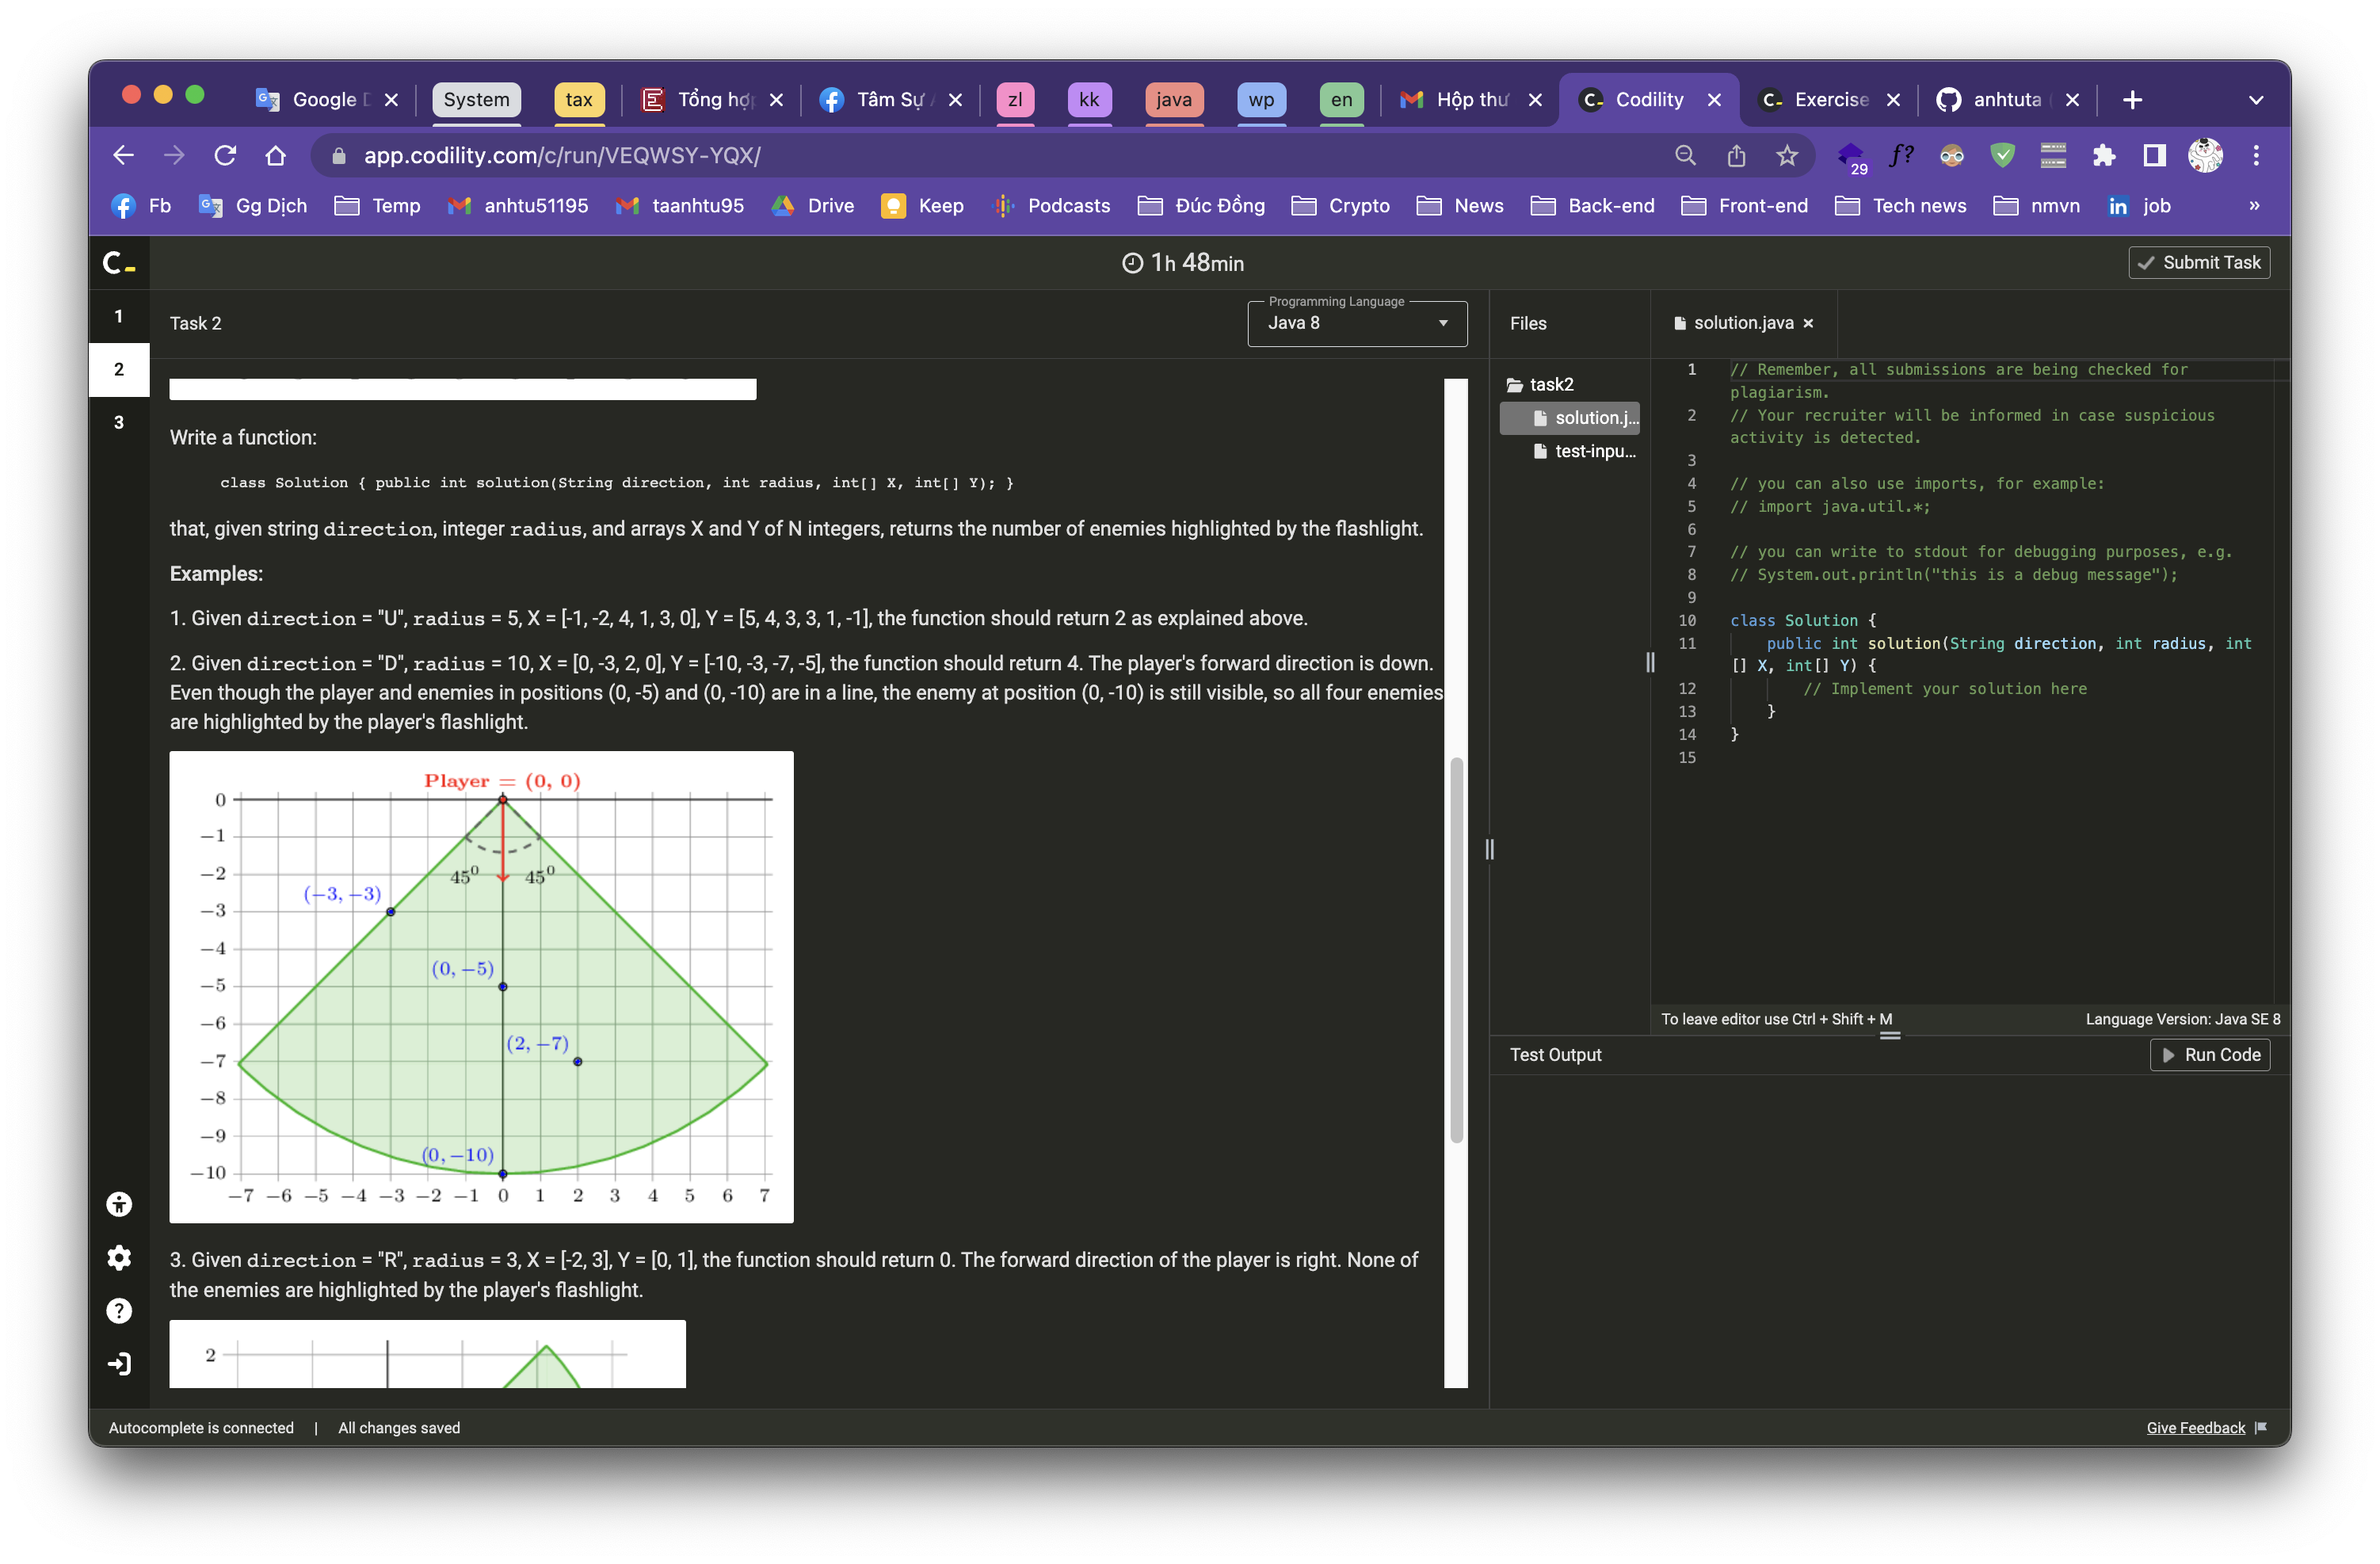 Google D
System
tax
Tổng hợp
Tâm Sự
zl
kk
java
wp
en
Hộp thư
Codility
Exercise
anhtuta
app.codility.com/c/run/VEQWSY-YQX/
f?
29
Fb
Gg Dịch
Temp
anhtu51195
taanhtu95
Drive
Keep
Podcasts
Đúc Đồng
Crypto
News
Back-end
Front-end
Tech news
nmvn
in job
»
C_
1h 48min
Submit Task
1
2
3
Task 2
Programming Language
Java 8
Write a function:
class Solution { public int solution(String direction, int radius, int[] X, int[] Y); }
that, given string direction, integer radius, and arrays X and Y of N integers, returns the number of enemies highlighted by the flashlight.
Examples:
1. Given direction = "U", radius = 5, X = [-1, -2, 4, 1, 3, 0], Y = [5, 4, 3, 3, 1, -1], the function should return 2 as explained above.
2. Given direction = "D", radius = 10, X = [0, -3, 2, 0], Y = [-10, -3, -7, -5], the function should return 4. The player's forward direction is down.
Even though the player and enemies in positions (0, -5) and (0, -10) are in a line, the enemy at position (0, -10) is still visible, so all four enemies
are highlighted by the player's flashlight.
Player = (0, 0)
0
−1
−2
−3
−4
−5
−6
−7
−8
−9
−10
45⁰ 45⁰
(−3, −3)
(0, −5)
(2, −7)
(0, −10)
−7 −6 −5 −4 −3 −2 −1 0 1 2 3 4 5 6 7
3. Given direction = "R", radius = 3, X = [-2, 3], Y = [0, 1], the function should return 0. The forward direction of the player is right. None of
the enemies are highlighted by the player's flashlight.
2
Files
task2
solution.j...
test-inpu...
solution.java
1 // Remember, all submissions are being checked for
plagiarism.
2 // Your recruiter will be informed in case suspicious
activity is detected.
3
4 // you can also use imports, for example:
5 // import java.util.*;
6
7 // you can write to stdout for debugging purposes, e.g.
8 // System.out.println("this is a debug message");
9
10 class Solution {
11 public int solution(String direction, int radius, int
[] X, int[] Y) {
12 // Implement your solution here
13 }
14 }
15
To leave editor use Ctrl + Shift + M
Language Version: Java SE 8
Test Output
Run Code
Autocomplete is connected | All changes saved
Give Feedback